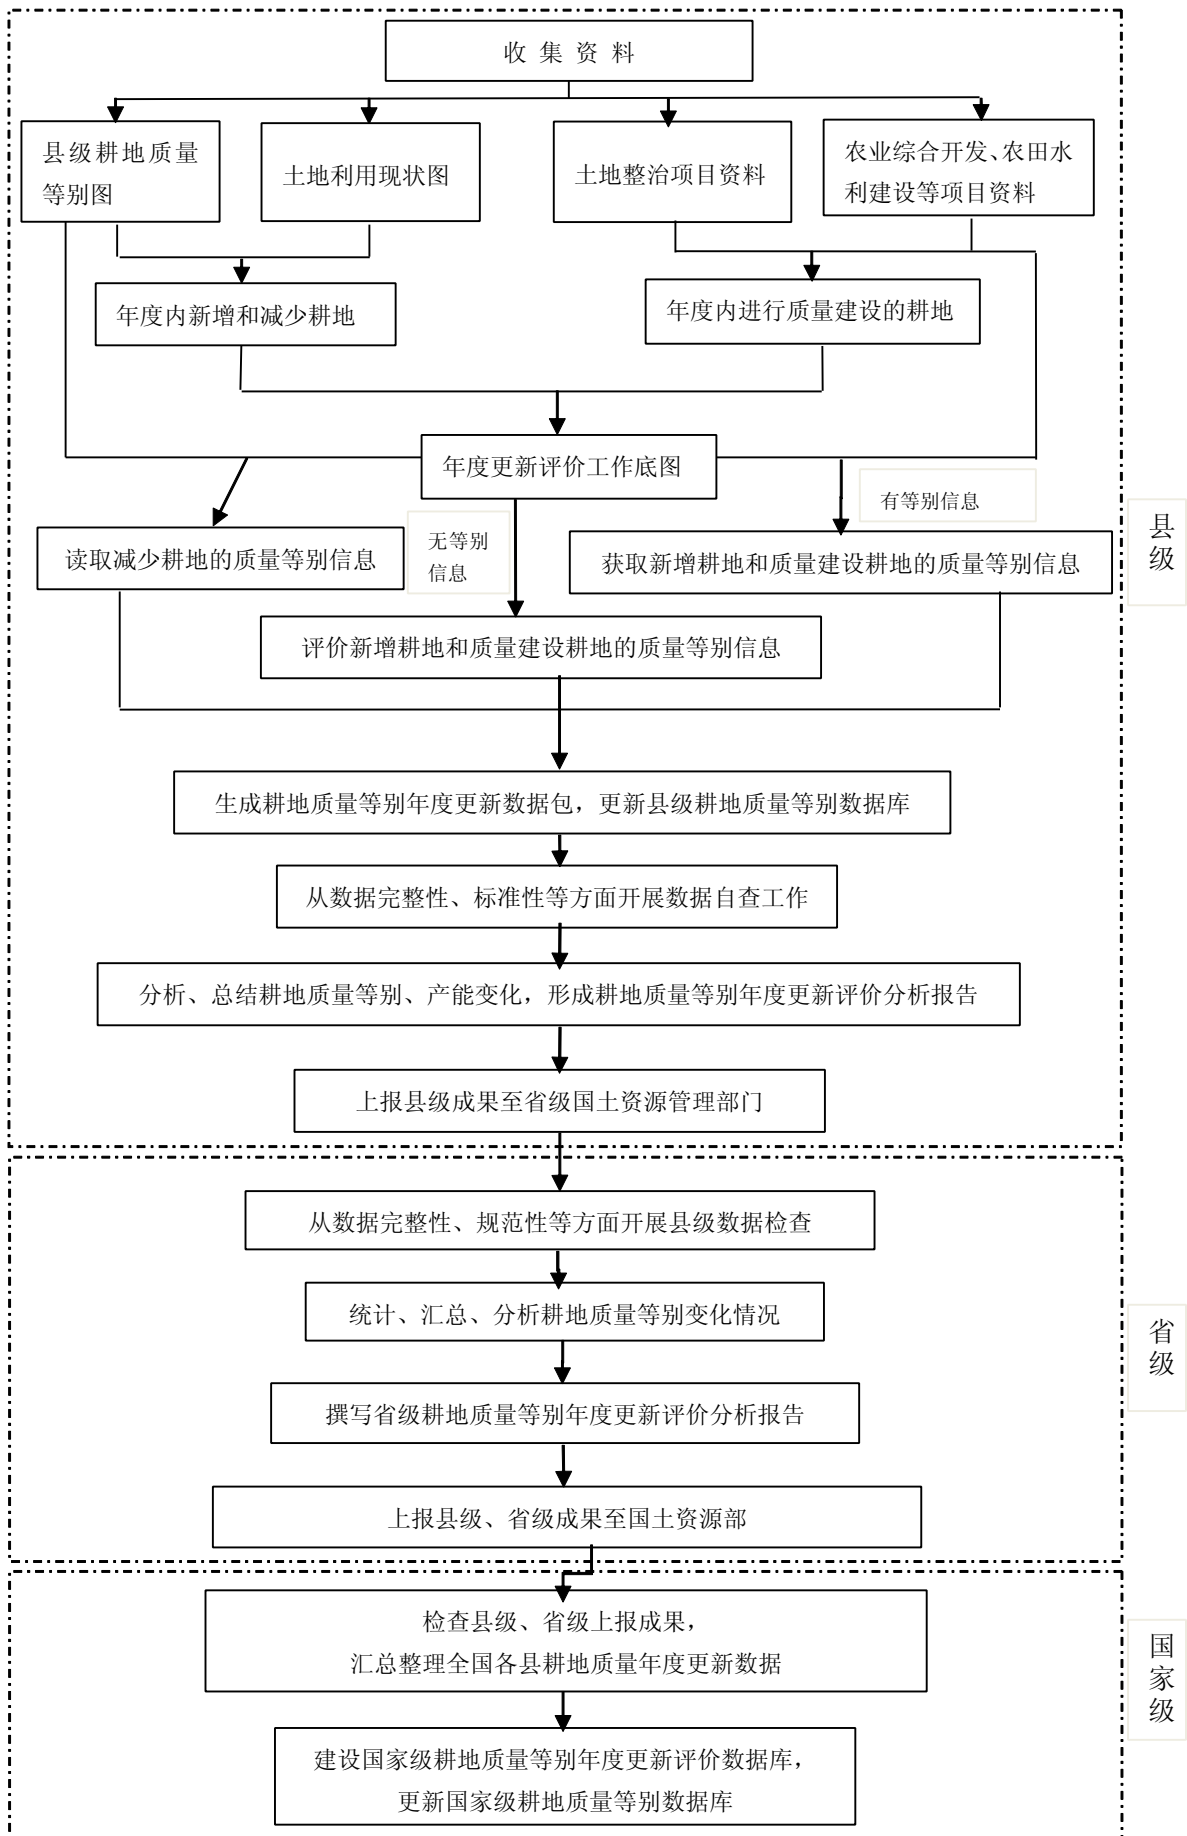 收 集 资 料
县级耕地质量
等别图
土地利用现状图
土地整治项目资料
农业综合开发、农田水
利建设等项目资料
年度内新增和减少耕地
年度内进行质量建设的耕地
年度更新评价工作底图
有等别信息
无等别
信息
读取减少耕地的质量等别信息
获取新增耕地和质量建设耕地的质量等别信息
评价新增耕地和质量建设耕地的质量等别信息
生成耕地质量等别年度更新数据包，更新县级耕地质量等别数据库
从数据完整性、标准性等方面开展数据自查工作
分析、总结耕地质量等别、产能变化，形成耕地质量等别年度更新评价分析报告
上报县级成果至省级国土资源管理部门
县
级
从数据完整性、规范性等方面开展县级数据检查
统计、汇总、分析耕地质量等别变化情况
撰写省级耕地质量等别年度更新评价分析报告
上报县级、省级成果至国土资源部
省
级
检查县级、省级上报成果，
汇总整理全国各县耕地质量年度更新数据
建设国家级耕地质量等别年度更新评价数据库，
更新国家级耕地质量等别数据库
国
家
级